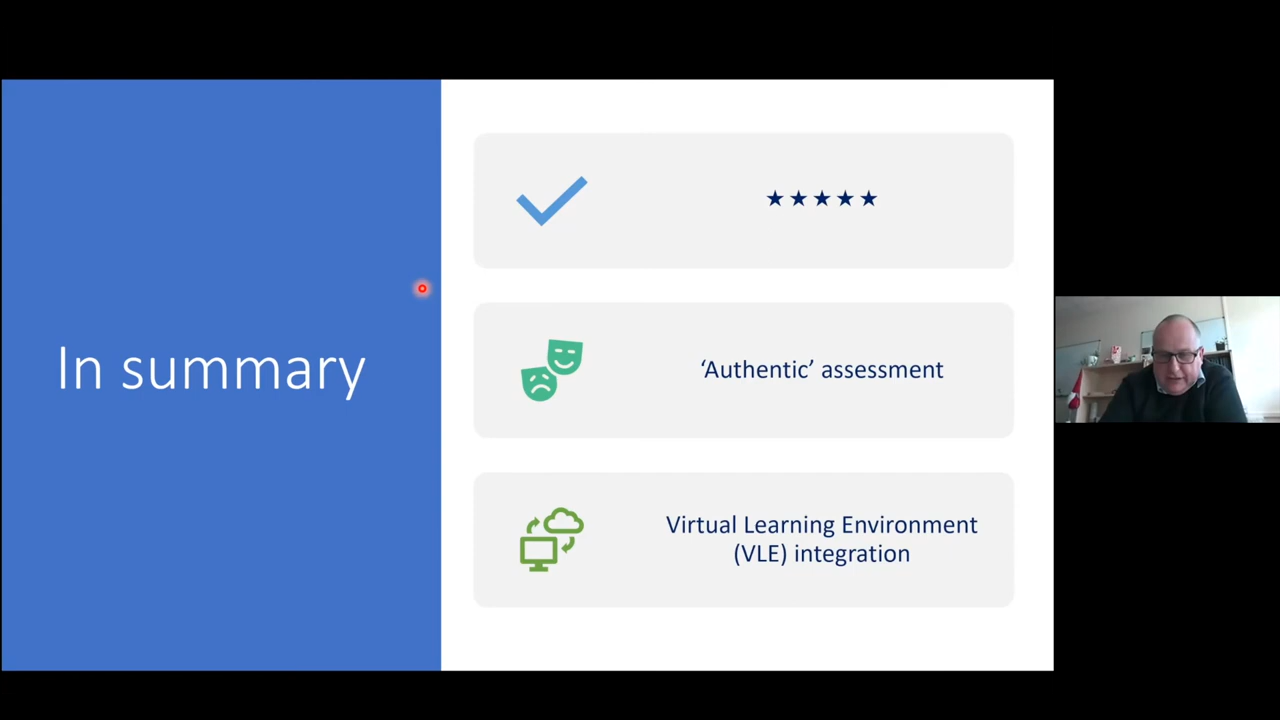 In summary
★★★★★
‘Authentic’ assessment
Virtual Learning Environment
(VLE) integration